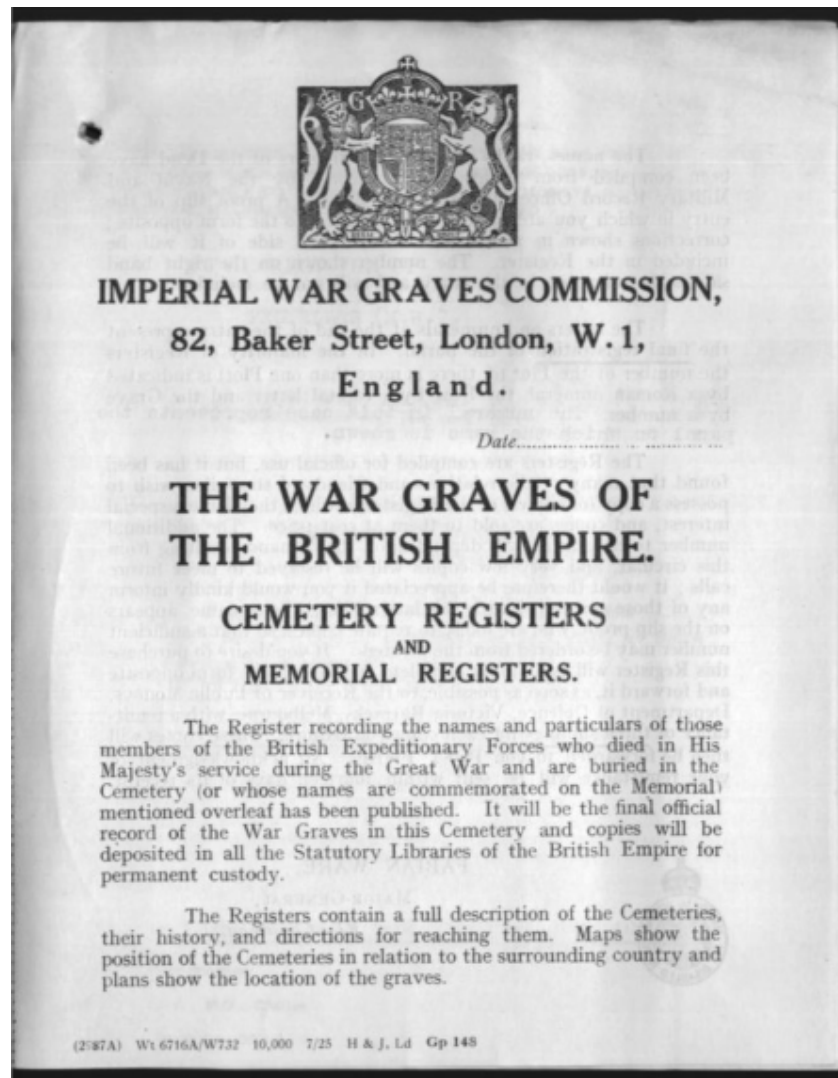 G R
IMPERIAL WAR GRAVES COMMISSION,
82, Baker Street, London, W.1,
England.
Date
THE WAR GRAVES OF
THE BRITISH EMPIRE.
CEMETERY REGISTERS
AND
MEMORIAL REGISTERS.
The Register recording the names and particulars of those
members of the British Expeditionary Forces who died in His
Majesty's service during the Great War and are buried in the
Cemetery (or whose names are commemorated on the Memorial)
mentioned overleaf has been published. It will be the final official
record of the War Graves in this Cemetery and copies will be
deposited in all the Statutory Libraries of the British Empire for
permanent custody.
The Registers contain a full description of the Cemeteries,
their history, and directions for reaching them. Maps show the
position of the Cemeteries in relation to the surrounding country and
plans show the location of the graves.
Wt 6716A/W732 10,000 7/25 H & J, Ld Gp 148